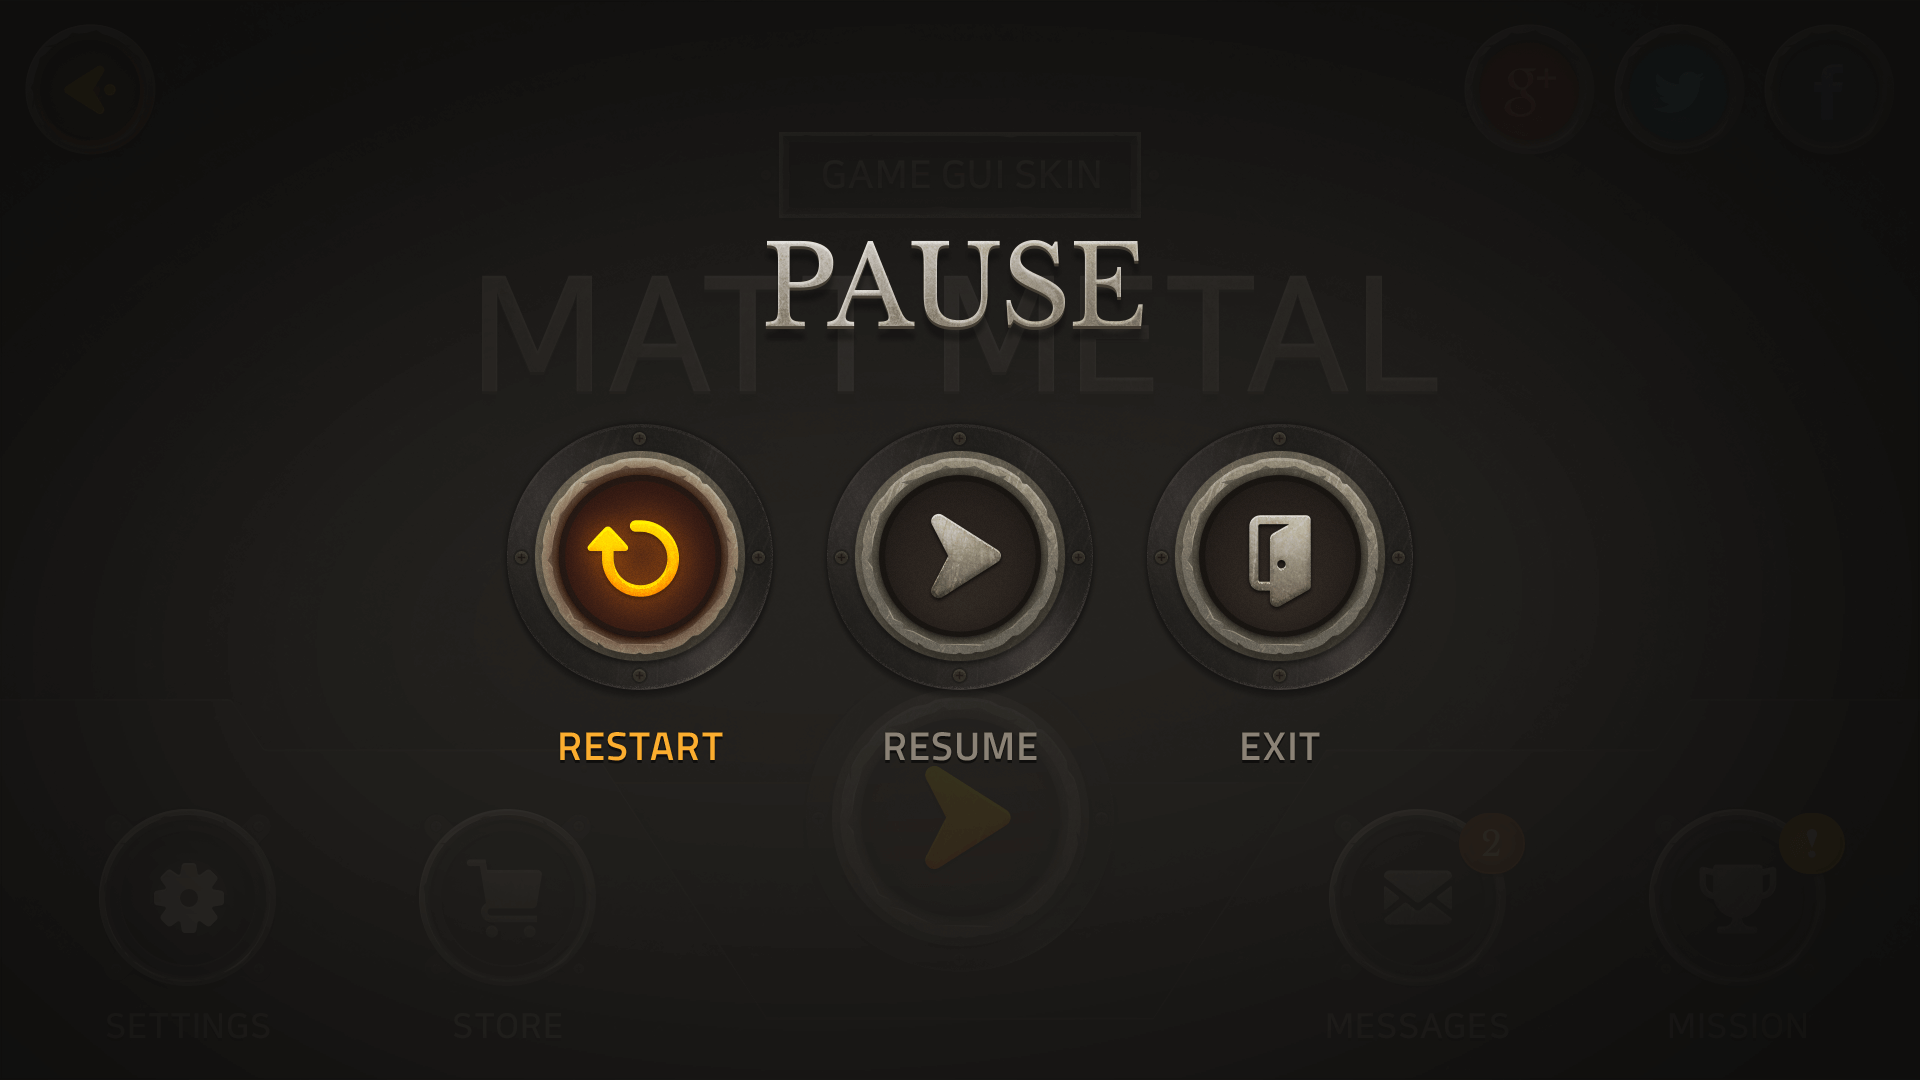 GAME GUI SKIN
PAUSE
MATT METAL
RESTART
RESUME
EXIT
2
!
SETTINGS
STORE
MESSAGES
MISSION